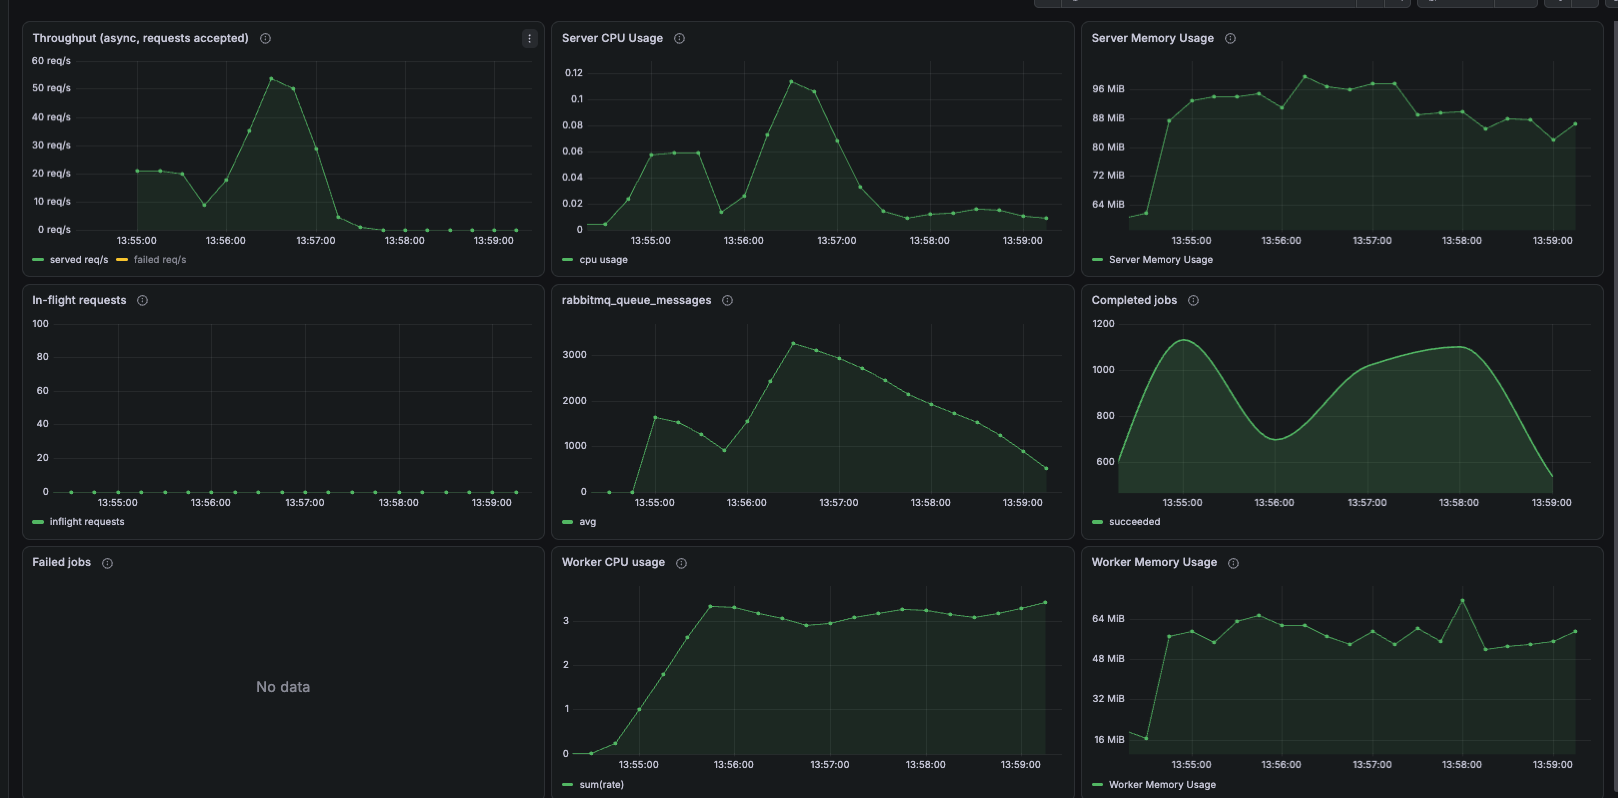 Throughput (async, requests accepted)
60 req/s
50 req/s
40 req/s
30 req/s
20 req/s
10 req/s
0 req/s
13:55:00 13:56:00 13:57:00 13:58:00 13:59:00
served req/s failed req/s
Server CPU Usage
0.12
0.1
0.08
0.06
0.04
0.02
0
13:55:00 13:56:00 13:57:00 13:58:00 13:59:00
cpu usage
Server Memory Usage
96 MiB
88 MiB
80 MiB
72 MiB
64 MiB
13:55:00 13:56:00 13:57:00 13:58:00 13:59:00
Server Memory Usage
In-flight requests
100
80
60
40
20
0
13:55:00 13:56:00 13:57:00 13:58:00 13:59:00
inflight requests
rabbitmq_queue_messages
3000
2000
1000
0
13:55:00 13:56:00 13:57:00 13:58:00 13:59:00
avg
Completed jobs
1200
1000
800
600
13:55:00 13:56:00 13:57:00 13:58:00 13:59:00
succeeded
Failed jobs
No data
Worker CPU usage
3
2
1
0
13:55:00 13:56:00 13:57:00 13:58:00 13:59:00
sum(rate)
Worker Memory Usage
64 MiB
48 MiB
32 MiB
16 MiB
13:55:00 13:56:00 13:57:00 13:58:00 13:59:00
Worker Memory Usage